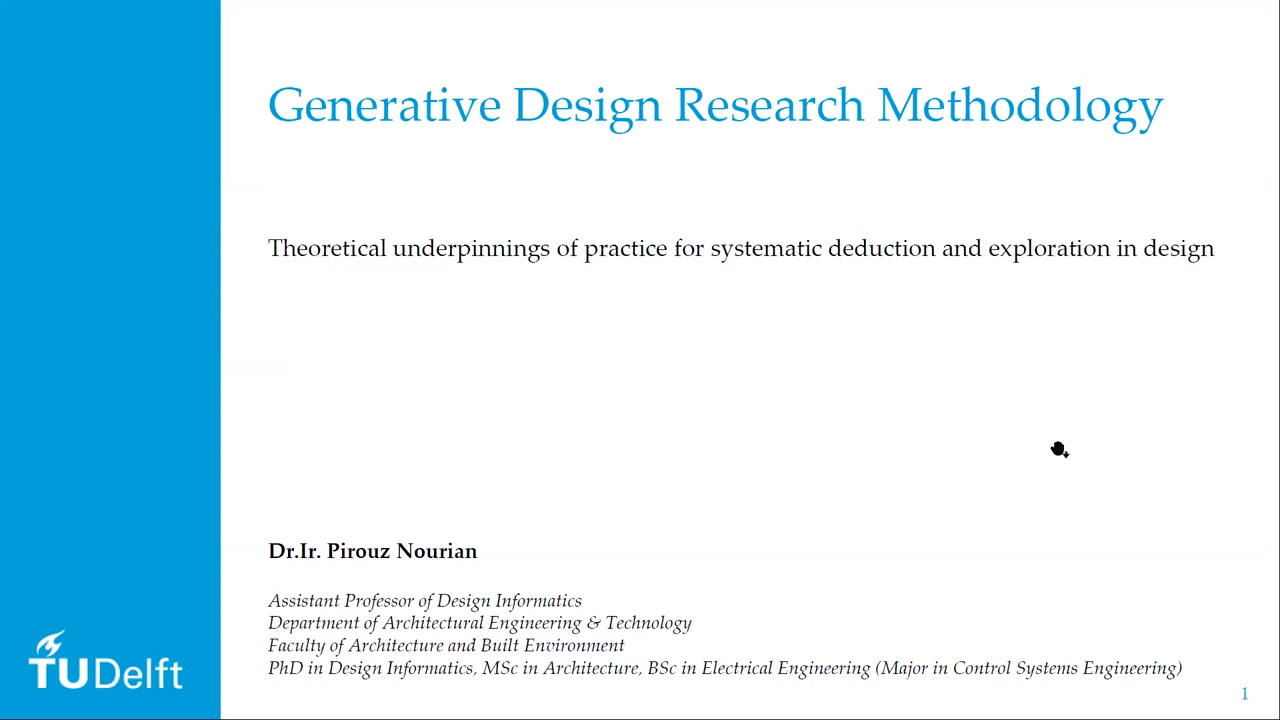 Generative Design Research Methodology
Theoretical underpinnings of practice for systematic deduction and exploration in design
Dr.Ir. Pirouz Nourian
Assistant Professor of Design Informatics
Department of Architectural Engineering & Technology
Faculty of Architecture and Built Environment
PhD in Design Informatics, MSc in Architecture, BSc in Electrical Engineering (Major in Control Systems Engineering)
TUDelft
1